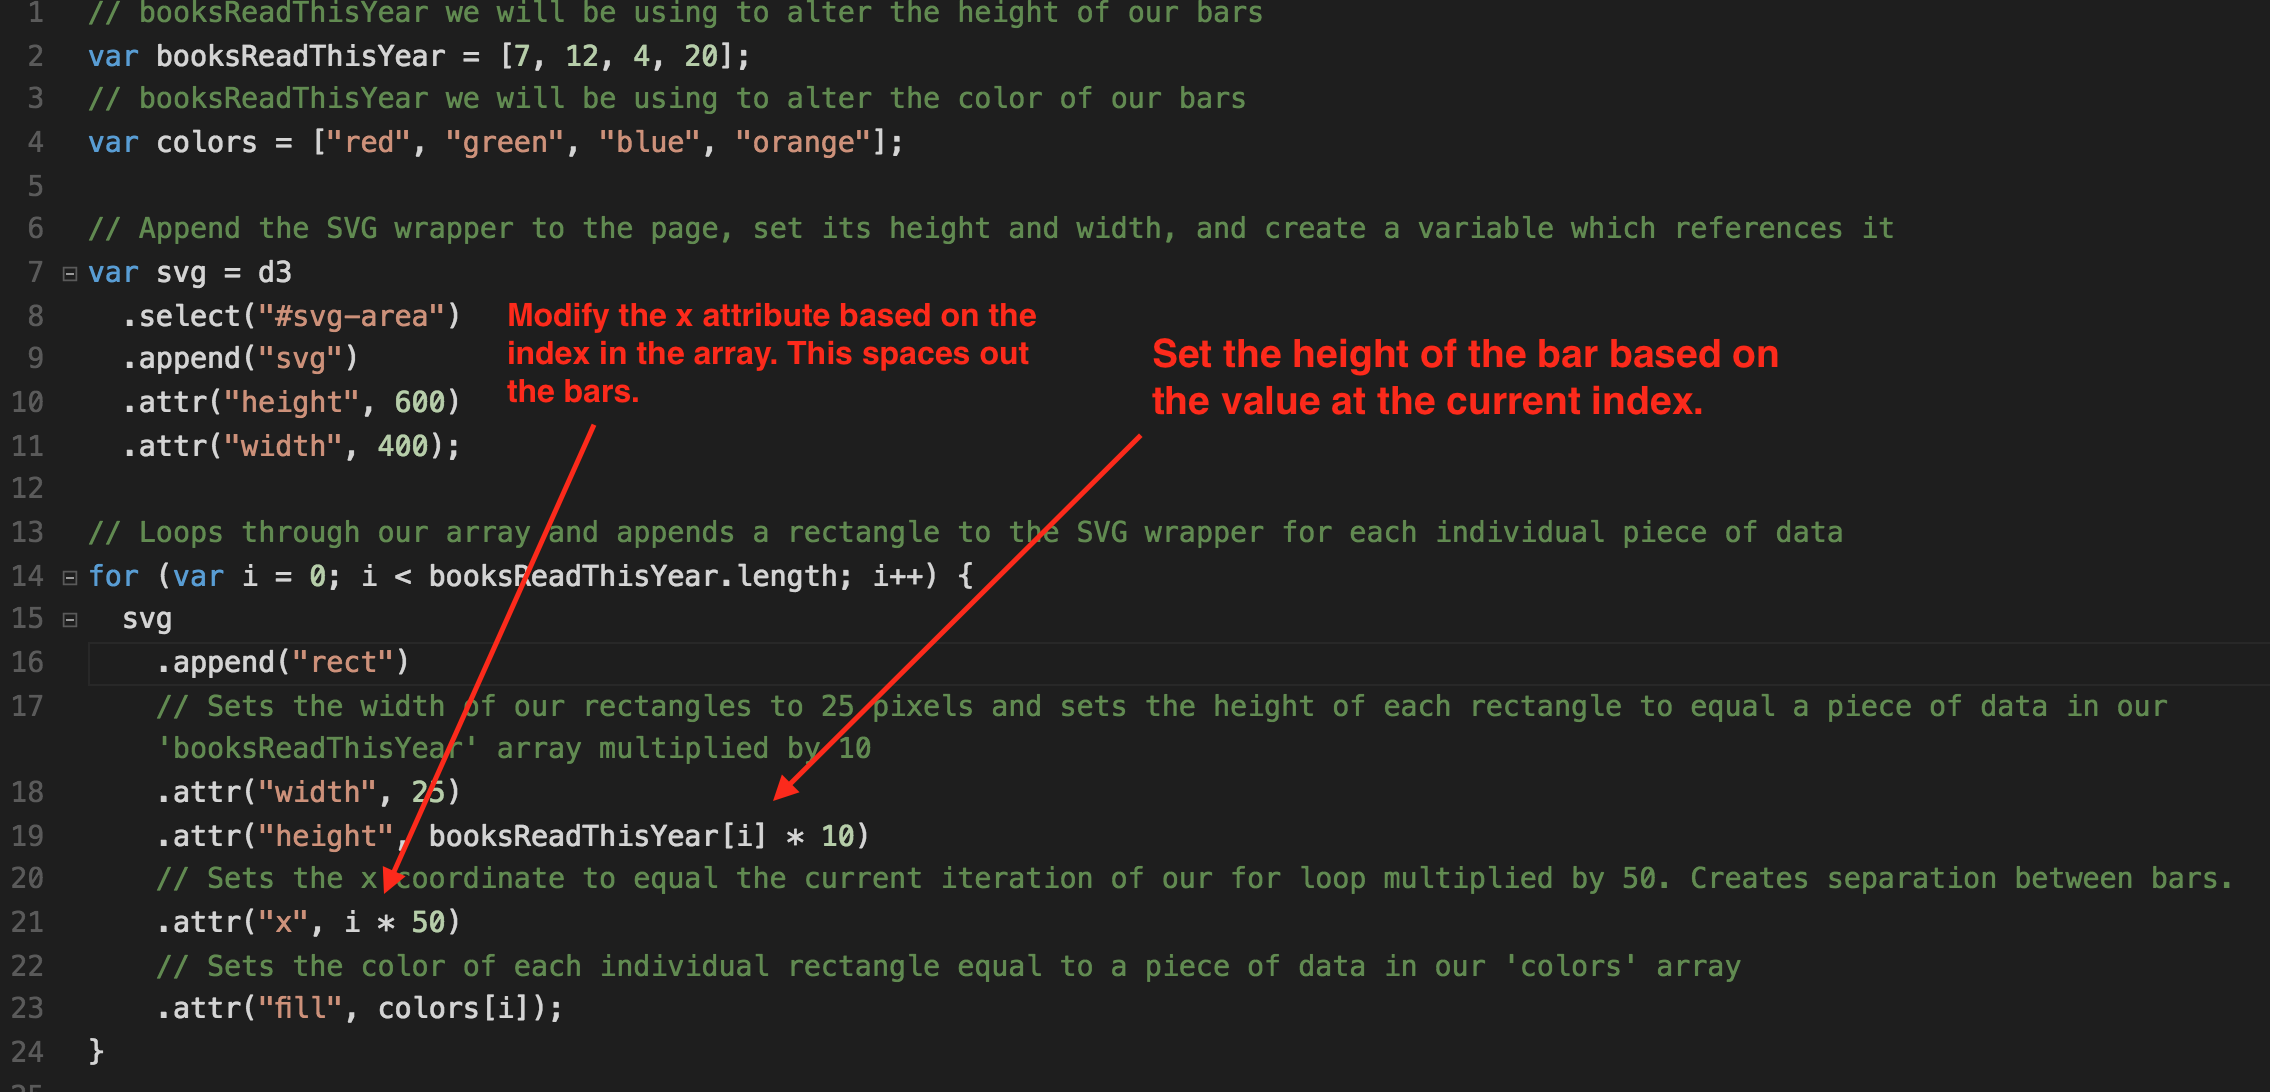 1 // booksReadThisYear we will be using to alter the height of our bars
2 var booksReadThisYear = [7, 12, 4, 20];
3 // booksReadThisYear we will be using to alter the color of our bars
4 var colors = ["red", "green", "blue", "orange"];
5
6 // Append the SVG wrapper to the page, set its height and width, and create a variable which references it
7 var svg = d3
8 .select("#svg-area")
9 .append("svg")
10 .attr("height", 600)
11 .attr("width", 400);
Modify the x attribute based on the
index in the array. This spaces out
the bars.
Set the height of the bar based on
the value at the current index.
12
13 // Loops through our array and appends a rectangle to the SVG wrapper for each individual piece of data
14 for (var i = 0; i < booksReadThisYear.length; i++) {
15 svg
16 .append("rect")
17 // Sets the width of our rectangles to 25 pixels and sets the height of each rectangle to equal a piece of data in our
'booksReadThisYear' array multiplied by 10
18 .attr("width", 25)
19 .attr("height", booksReadThisYear[i] * 10)
20 // Sets the x coordinate to equal the current iteration of our for loop multiplied by 50. Creates separation between bars.
21 .attr("x", i * 50)
22 // Sets the color of each individual rectangle equal to a piece of data in our 'colors' array
23 .attr("fill", colors[i]);
24 }
25